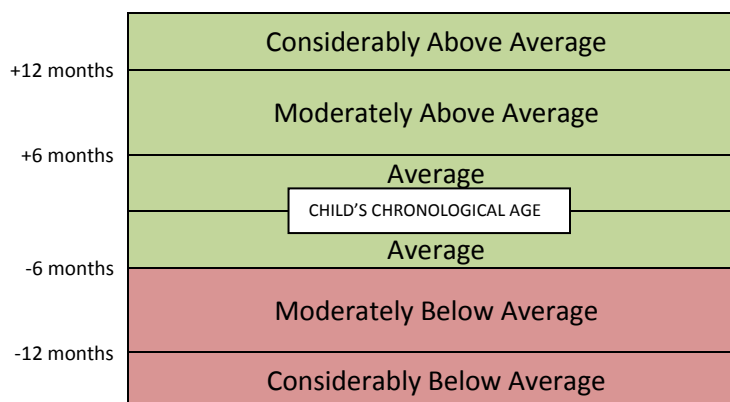 Considerably Above Average
+12 months
Moderately Above Average
+6 months
Average
CHILD'S CHRONOLOGICAL AGE
Average
-6 months
Moderately Below Average
-12 months
Considerably Below Average